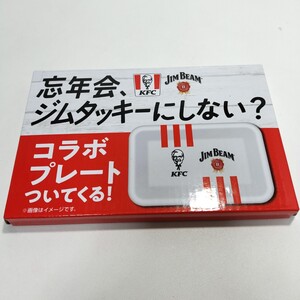 忘年会、
KFC
JIM BEAM
ジムタッキーにしない?
コラボ
プレート
ついてくる!
※画像はイメージです。
KFC
JIM BEAM